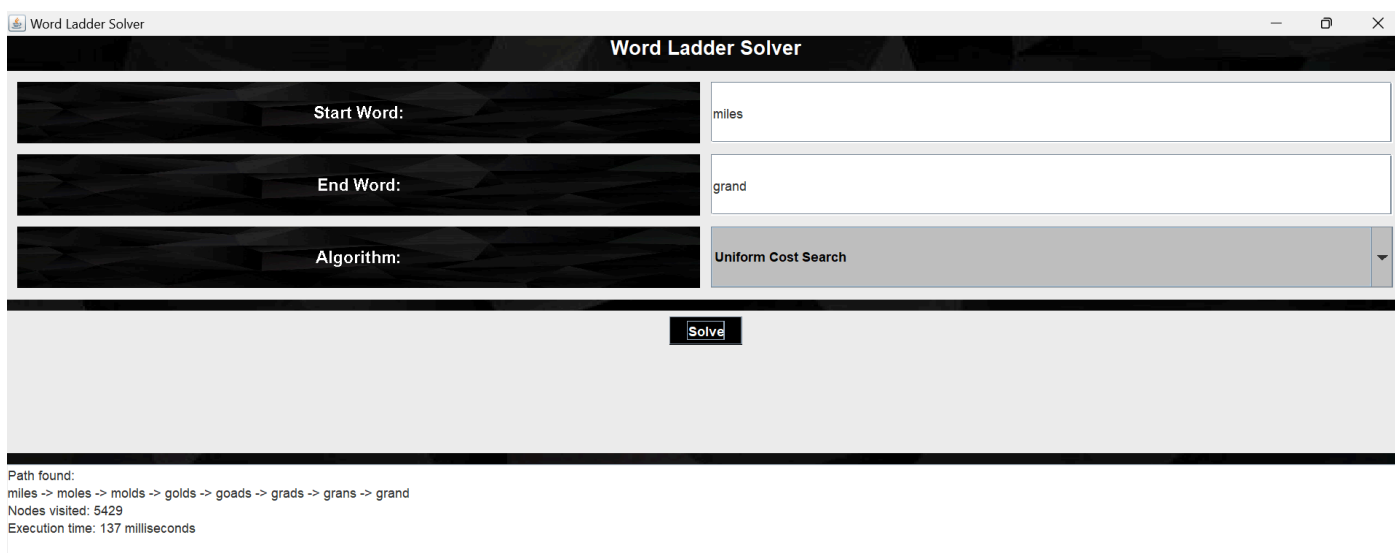 Word Ladder Solver
Word Ladder Solver
Start Word:
miles
End Word:
grand
Algorithm:
Uniform Cost Search
Solve
Path found:
miles -> moles -> molds -> golds -> goads -> grads -> grans -> grand
Nodes visited: 5429
Execution time: 137 milliseconds